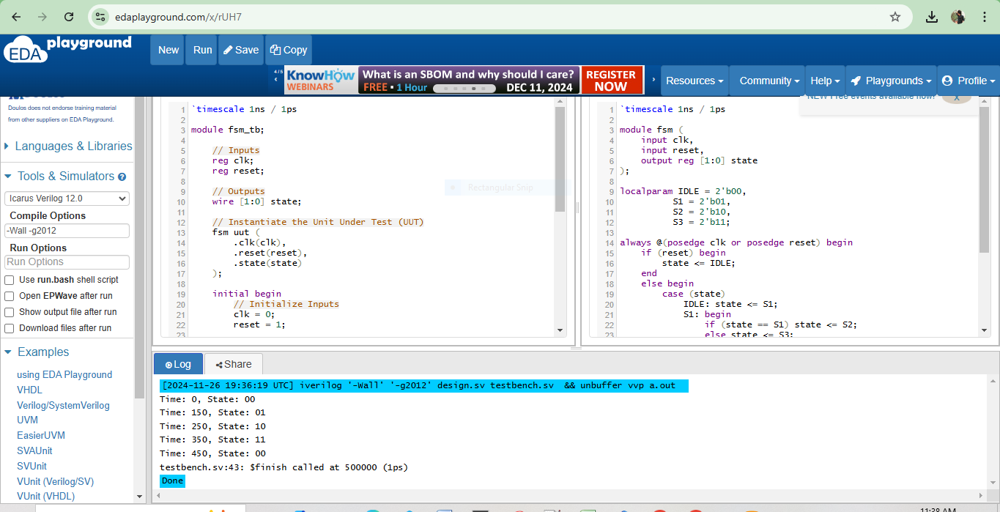 edaplayground.com/x/rUH7
EDA playground
New Run Save Copy
4/5
KnowHow WEBINARS
What is an SBOM and why should I care?
FREE • 1 Hour DEC 11, 2024
REGISTER NOW
Resources Community Help Playgrounds Profile
NEW Free events available now!
x
Doulos does not endorse training material
from other suppliers on EDA Playground.
Languages & Libraries
Tools & Simulators
Icarus Verilog 12.0
Compile Options
-Wall -g2012
Run Options
Run Options
Use run.bash shell script
Open EPWave after run
Show output file after run
Download files after run
Examples
using EDA Playground
VHDL
Verilog/SystemVerilog
UVM
EasierUVM
SVAUnit
SVUnit
VUnit (Verilog/SV)
VUnit (VHDL)
1 `timescale 1ns / 1ps
2
3 module fsm_tb;
4
5 // Inputs
6 reg clk;
7 reg reset;
8
9 // Outputs
10 wire [1:0] state;
11
12 // Instantiate the Unit Under Test (UUT)
13 fsm uut (
14 .clk(clk),
15 .reset(reset),
16 .state(state)
17 );
18
19 initial begin
20 // Initialize Inputs
21 clk = 0;
22 reset = 1;
23
Rectangular Snip
1 `timescale 1ns / 1ps
2
3 module fsm (
4 input clk,
5 input reset,
6 output reg [1:0] state
7 );
8
9 localparam IDLE = 2'b00,
10 S1 = 2'b01,
11 S2 = 2'b10,
12 S3 = 2'b11;
13
14 always @(posedge clk or posedge reset) begin
15 if (reset) begin
16 state <= IDLE;
17 end
18 else begin
19 case (state)
20 IDLE: state <= S1;
21 S1: begin
22 if (state == S1) state <= S2;
23 else state <= S3;
Log Share
[2024-11-26 19:36:19 UTC] iverilog '-Wall' '-g2012' design.sv testbench.sv && unbuffer vvp a.out
Time: 0, State: 00
Time: 150, State: 01
Time: 250, State: 10
Time: 350, State: 11
Time: 450, State: 00
testbench.sv:43: $finish called at 500000 (1ps)
Done
11:38 AM